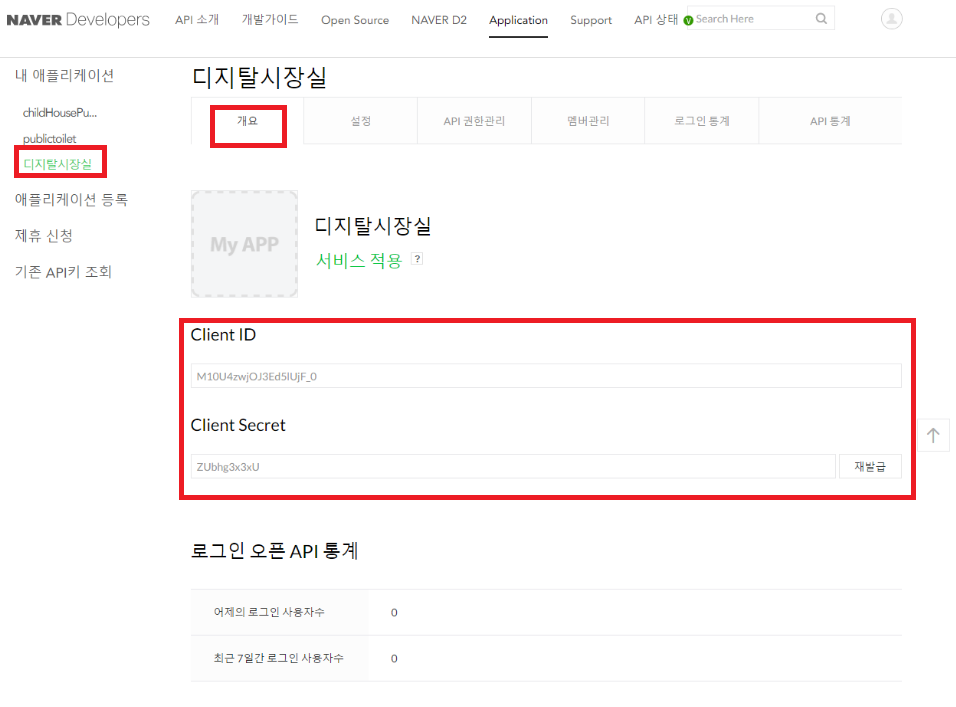 NAVER Developers API 소개 개발가이드 Open Source NAVER D2 Application Support API 상태 V Search Here
내 애플리케이션
childHousePu...
publictoilet
디지탈시장실
애플리케이션 등록
제휴 신청
기존 API키 조회
디지탈시장실
개요 설정 API 권한관리 멤버관리 로그인 통계 API 통계
My APP
디지탈시장실
서비스 적용 ?
Client ID
M10U4zwjOJ3Ed5lUjF_0
Client Secret
ZUbhg3x3xU 재발급
로그인 오픈 API 통계
어제의 로그인 사용자수 0
최근 7일간 로그인 사용자수 0